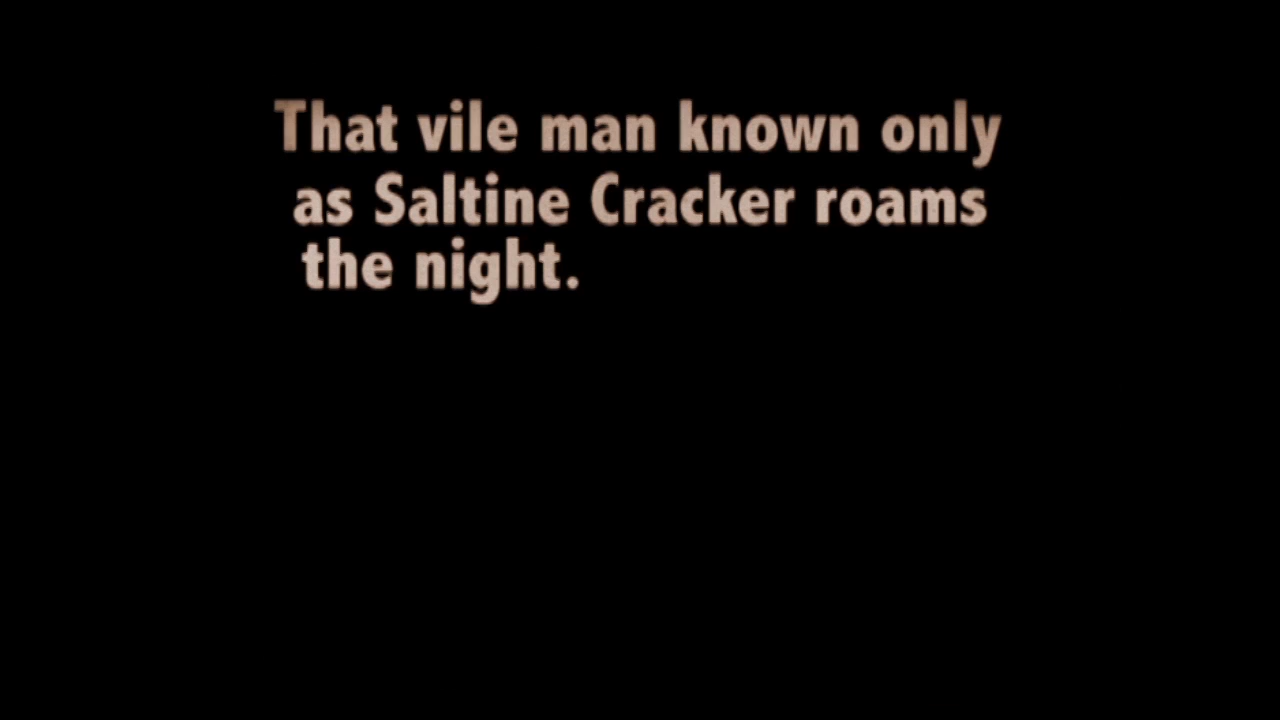 That vile man known only
as Saltine Cracker roams
the night.